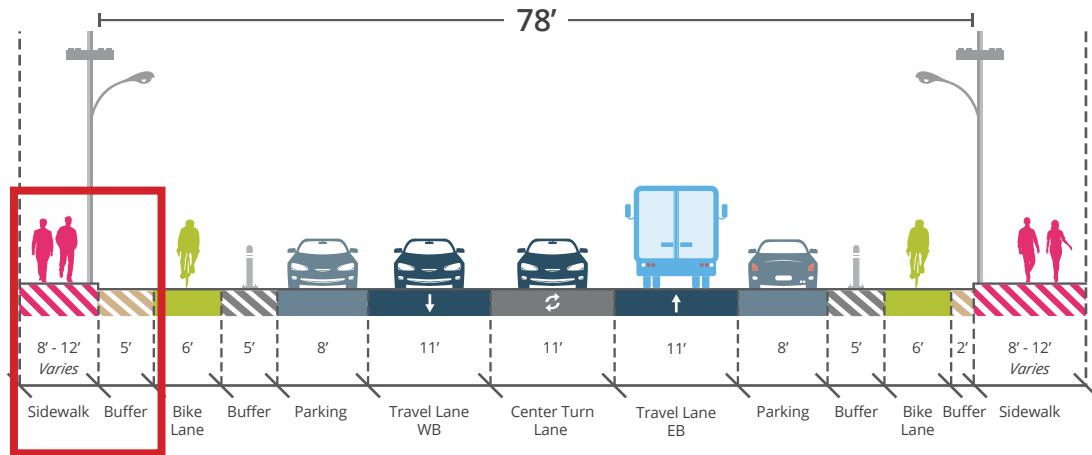 78’
8’ - 12’
Varies
5’
6’
5’
8’
11’
11’
11’
8’
5’
6’
2’
8’ - 12’
Varies
Sidewalk
Buffer
Bike
Lane
Buffer
Parking
Travel Lane
WB
Center Turn
Lane
Travel Lane
EB
Parking
Buffer
Bike
Lane
Buffer
Sidewalk